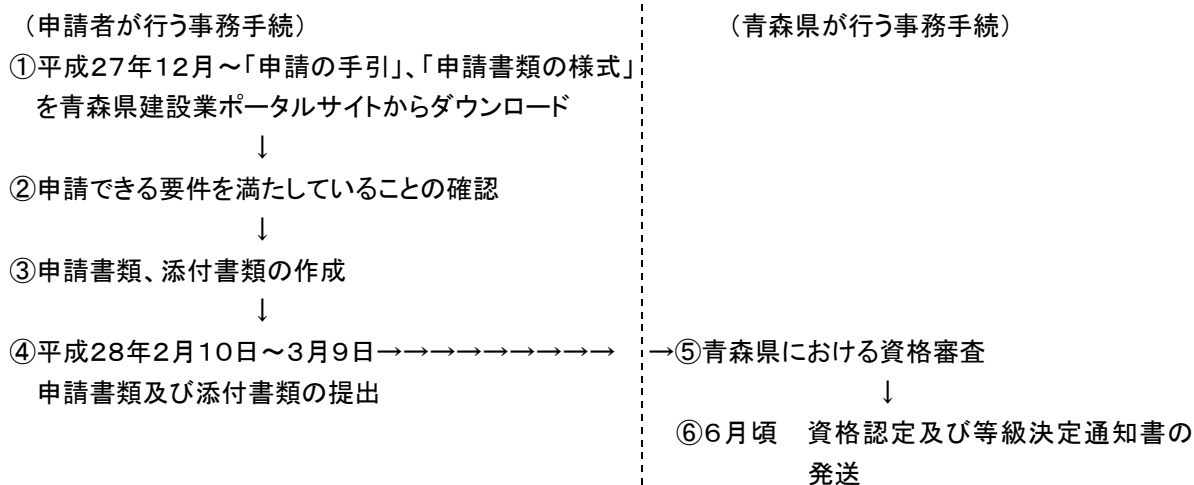 (申請者が行う事務手続)
(青森県が行う事務手続)
①平成27年12月～「申請の手引」、「申請書類の様式」
を青森県建設業ポータルサイトからダウンロード
↓
②申請できる要件を満たしていることの確認
↓
③申請書類、添付書類の作成
↓
④平成28年2月10日～3月9日→→→→→→→→→ →⑤青森県における資格審査
申請書類及び添付書類の提出
↓
⑥6月頃 資格認定及び等級決定通知書の
発送